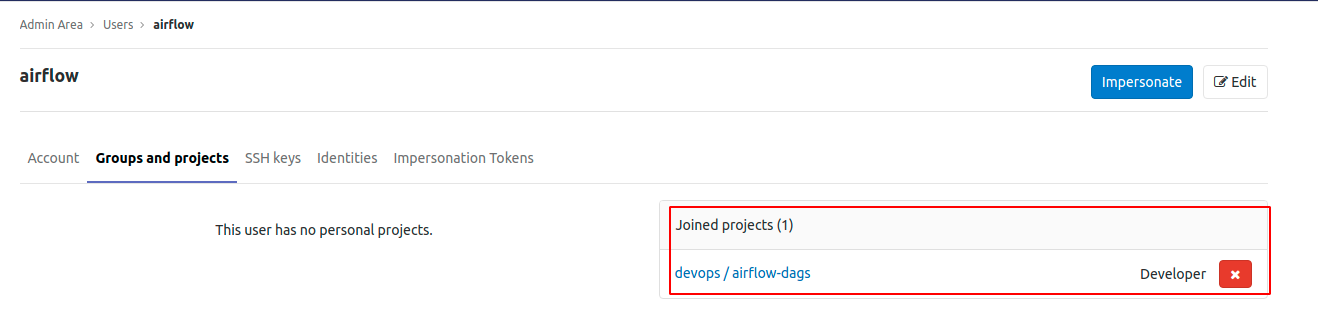 Admin Area > Users > airflow
airflow
Impersonate Edit
Account Groups and projects SSH keys Identities Impersonation Tokens
This user has no personal projects.
Joined projects (1)
devops / airflow-dags Developer